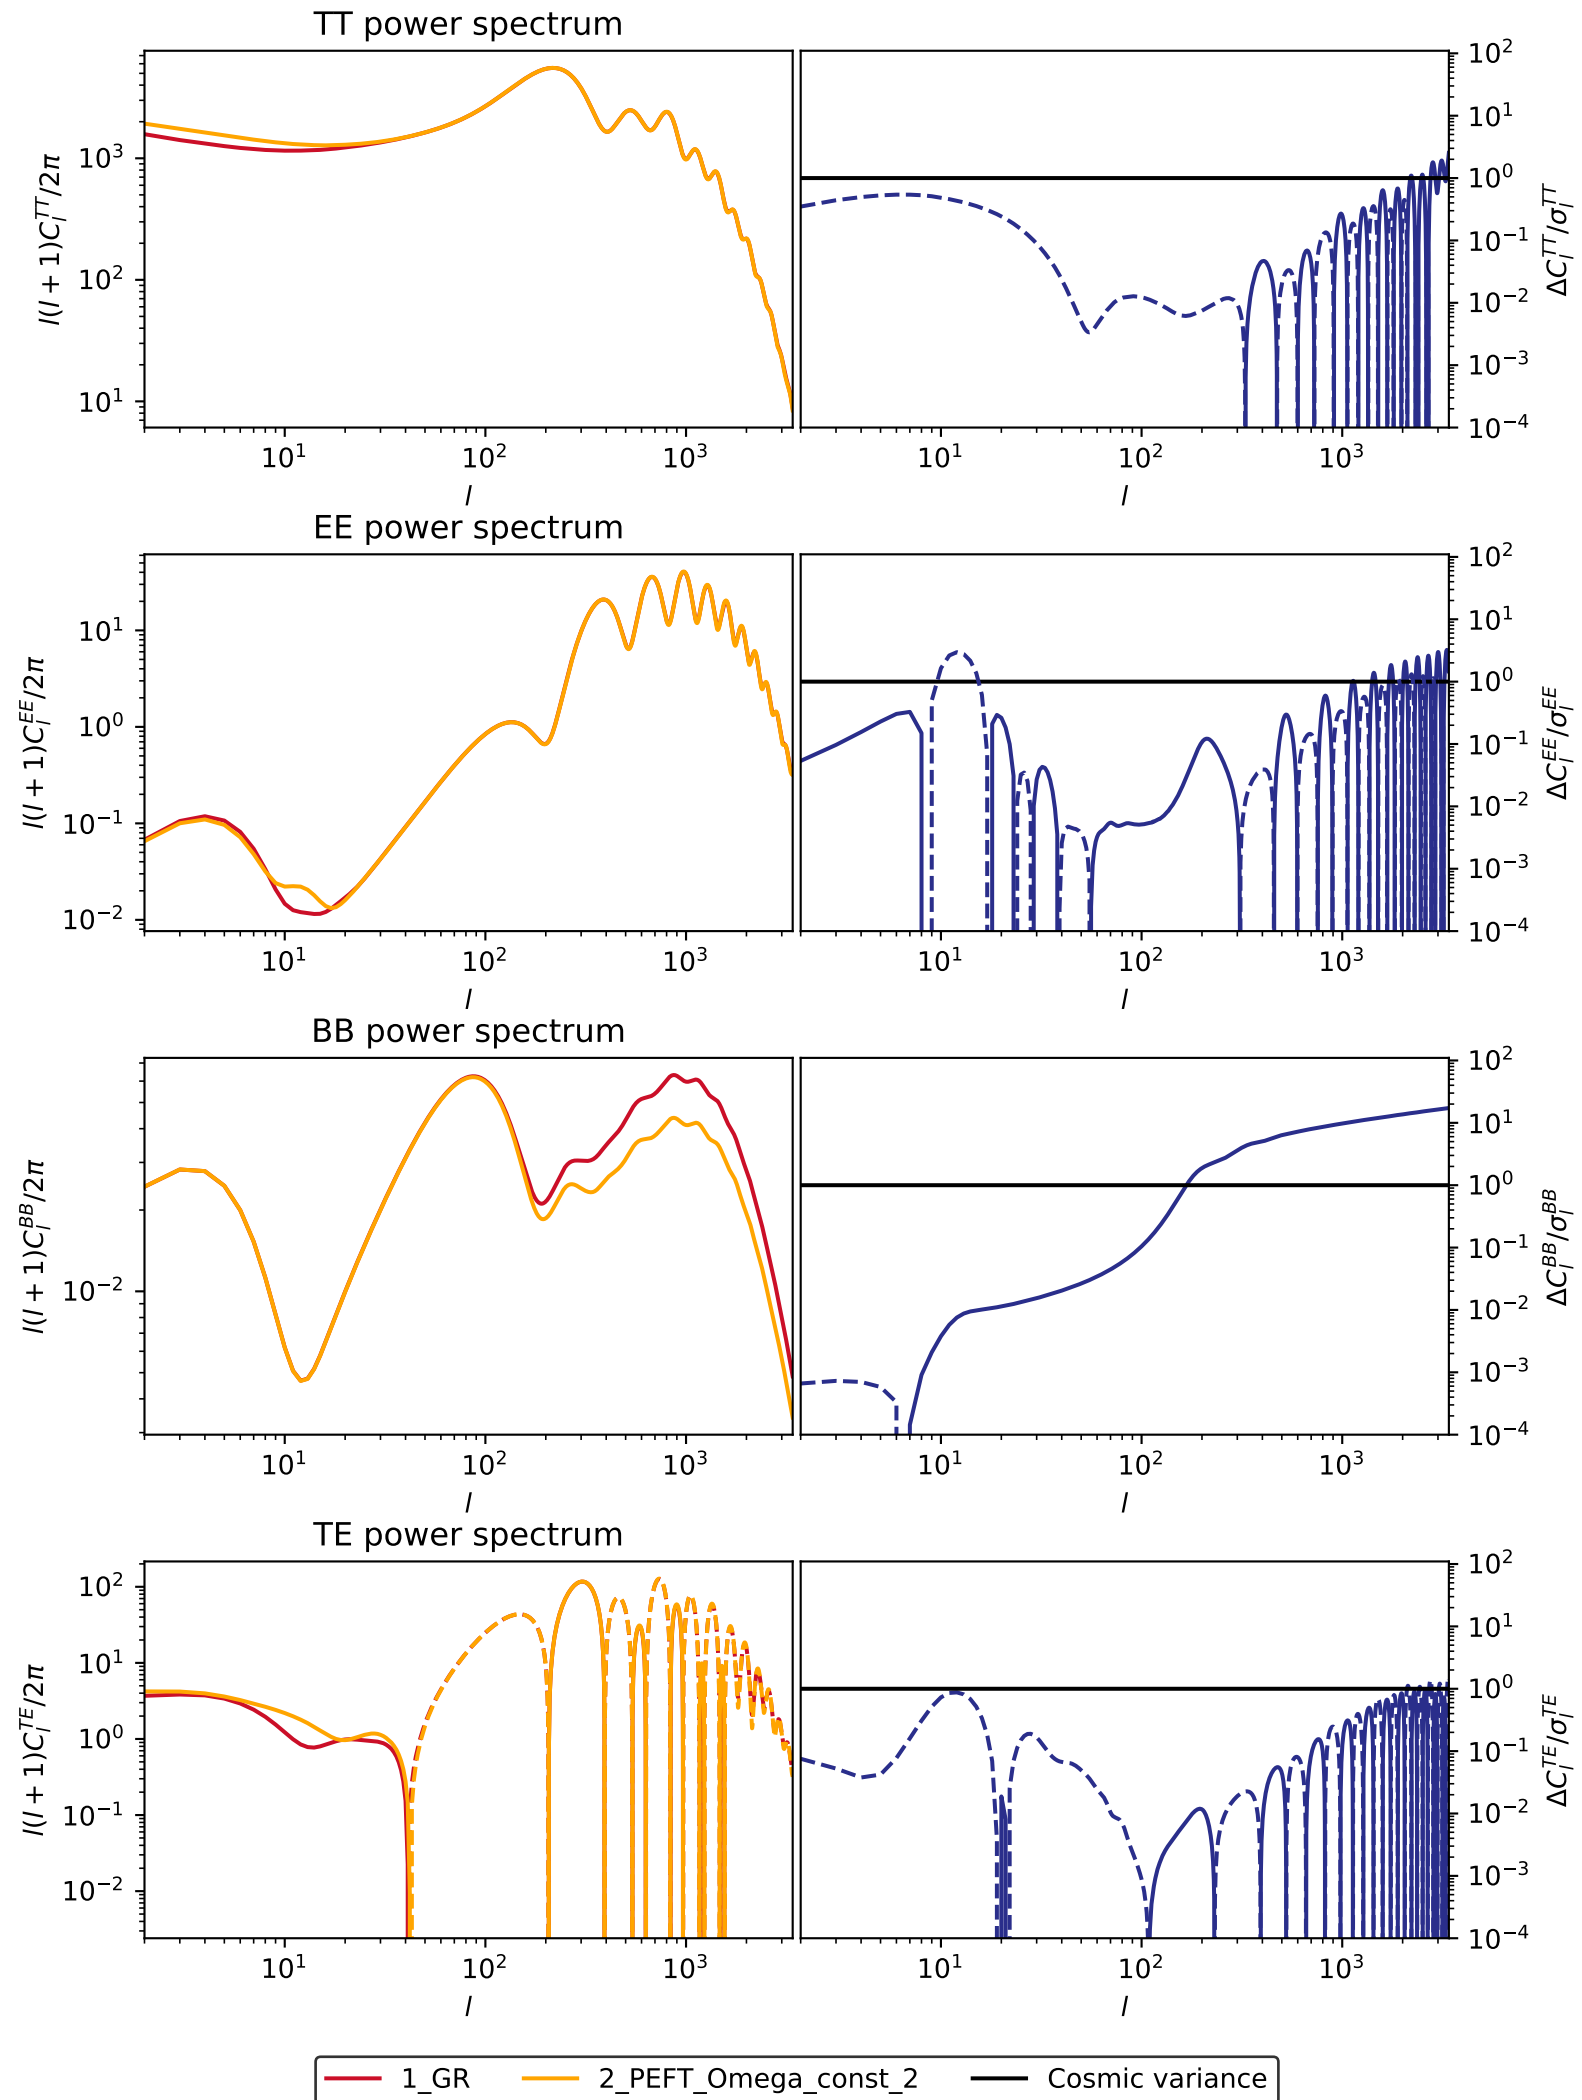 TT power spectrum
l(l + 1)C_l^{TT}/2π
10^3
10^2
10^1
10^1 10^2 10^3
l
10^1 10^2 10^3
l
10^2
10^1
10^0
10^{-1}
10^{-2}
10^{-3}
10^{-4}
ΔC_l^{TT}/σ_l^{TT}
EE power spectrum
l(l + 1)C_l^{EE}/2π
10^1
10^0
10^{-1}
10^{-2}
10^1 10^2 10^3
l
10^1 10^2 10^3
l
10^2
10^1
10^0
10^{-1}
10^{-2}
10^{-3}
10^{-4}
ΔC_l^{EE}/σ_l^{EE}
BB power spectrum
l(l + 1)C_l^{BB}/2π
10^{-2}
10^1 10^2 10^3
l
10^1 10^2 10^3
l
10^2
10^1
10^0
10^{-1}
10^{-2}
10^{-3}
10^{-4}
ΔC_l^{BB}/σ_l^{BB}
TE power spectrum
l(l + 1)C_l^{TE}/2π
10^2
10^1
10^0
10^{-1}
10^{-2}
10^1 10^2 10^3
l
10^1 10^2 10^3
l
10^2
10^1
10^0
10^{-1}
10^{-2}
10^{-3}
10^{-4}
ΔC_l^{TE}/σ_l^{TE}
1_GR 2_PEFT_Omega_const_2 Cosmic variance